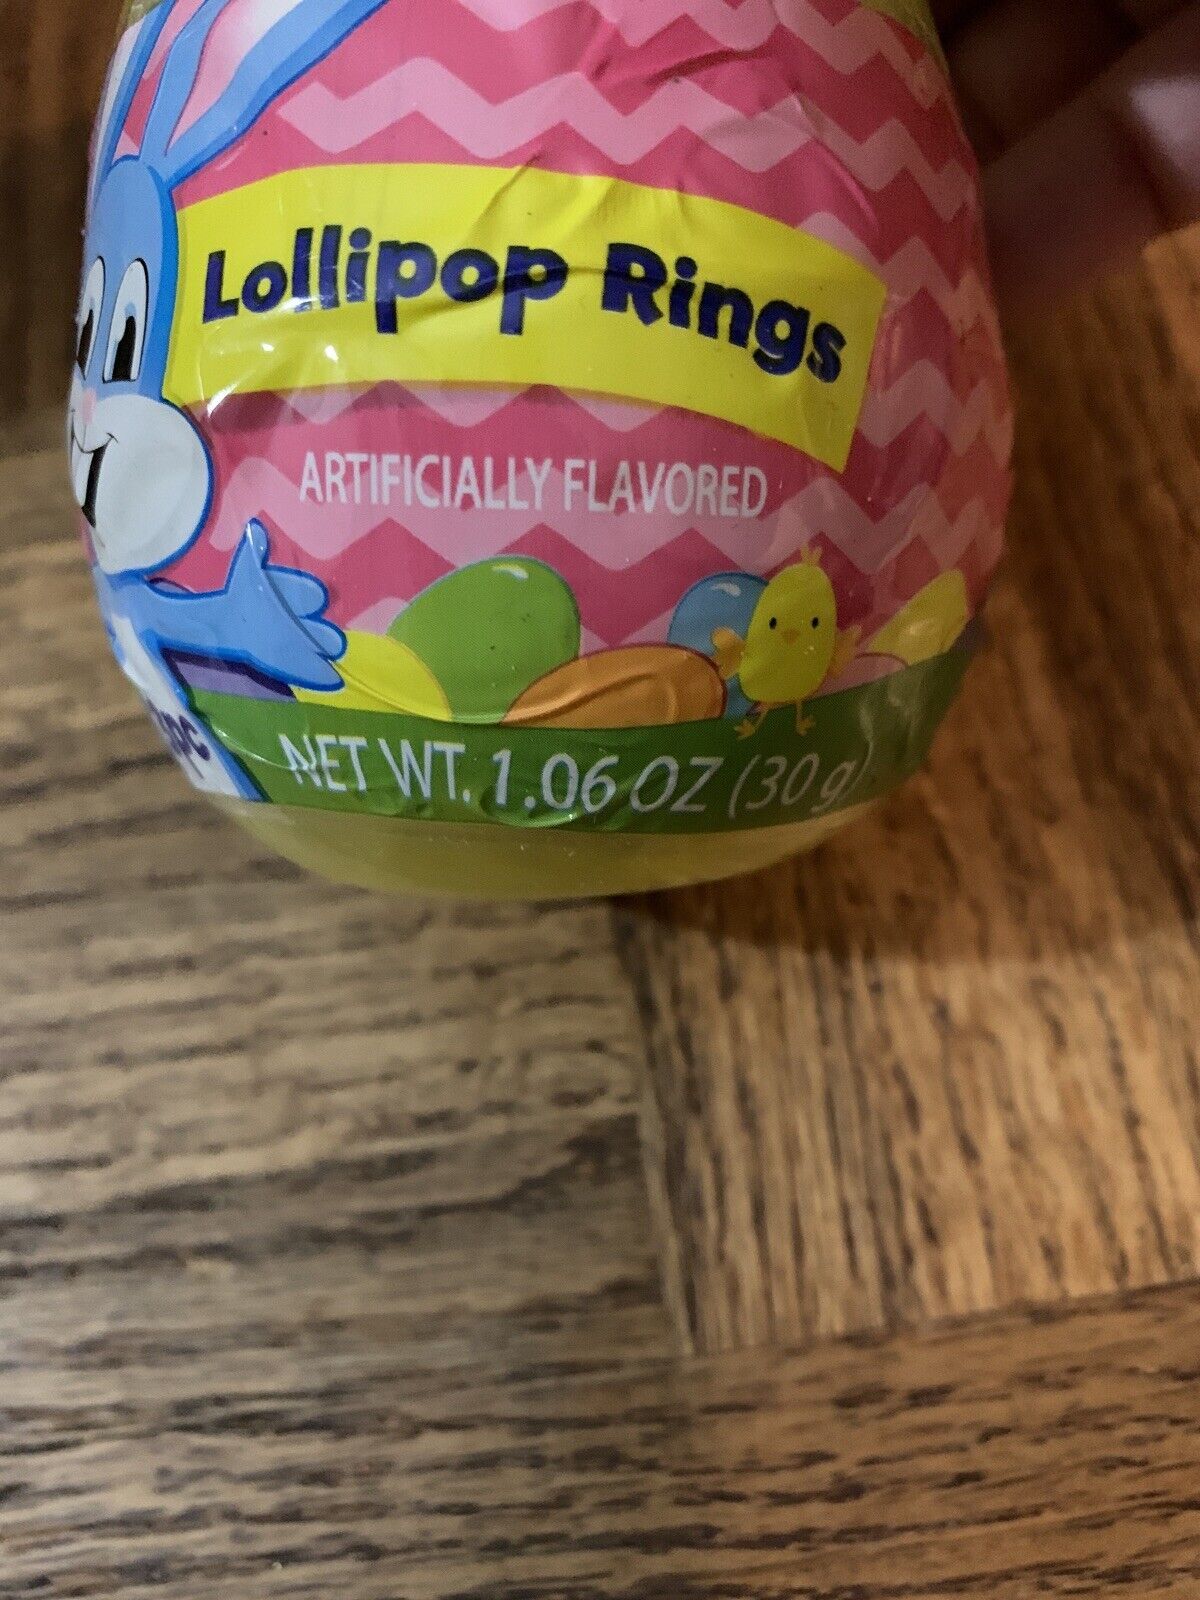 Lollipop Rings
ARTIFICIALLY FLAVORED
NET WT. 1.06 OZ (30 g)